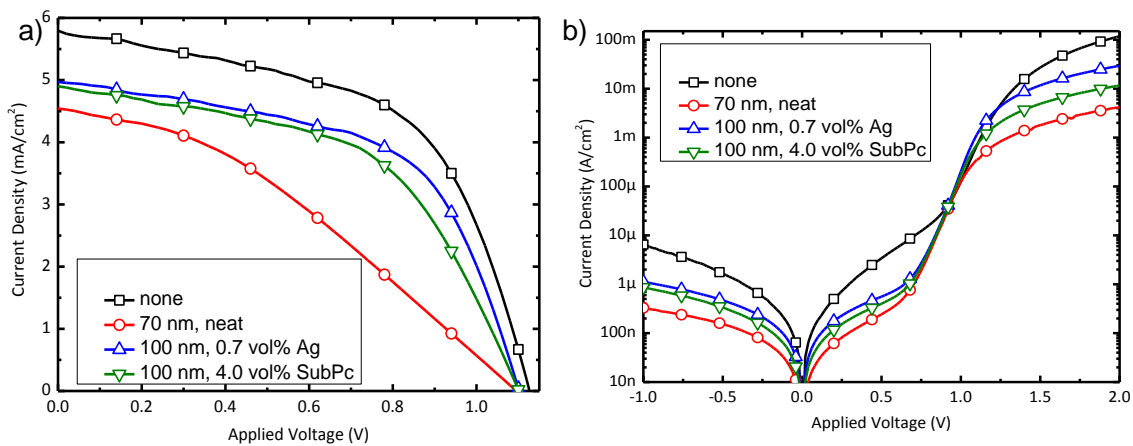 a)
Current Density (mA/cm²)
6
5
4
3
2
1
0
none
70 nm, neat
100 nm, 0.7 vol% Ag
100 nm, 4.0 vol% SubPc
0.0 0.2 0.4 0.6 0.8 1.0
Applied Voltage (V)
b)
Current Density (A/cm²)
100m
10m
1m
100µ
10µ
1µ
100n
10n
none
70 nm, neat
100 nm, 0.7 vol% Ag
100 nm, 4.0 vol% SubPc
-1.0 -0.5 0.0 0.5 1.0 1.5 2.0
Applied Voltage (V)